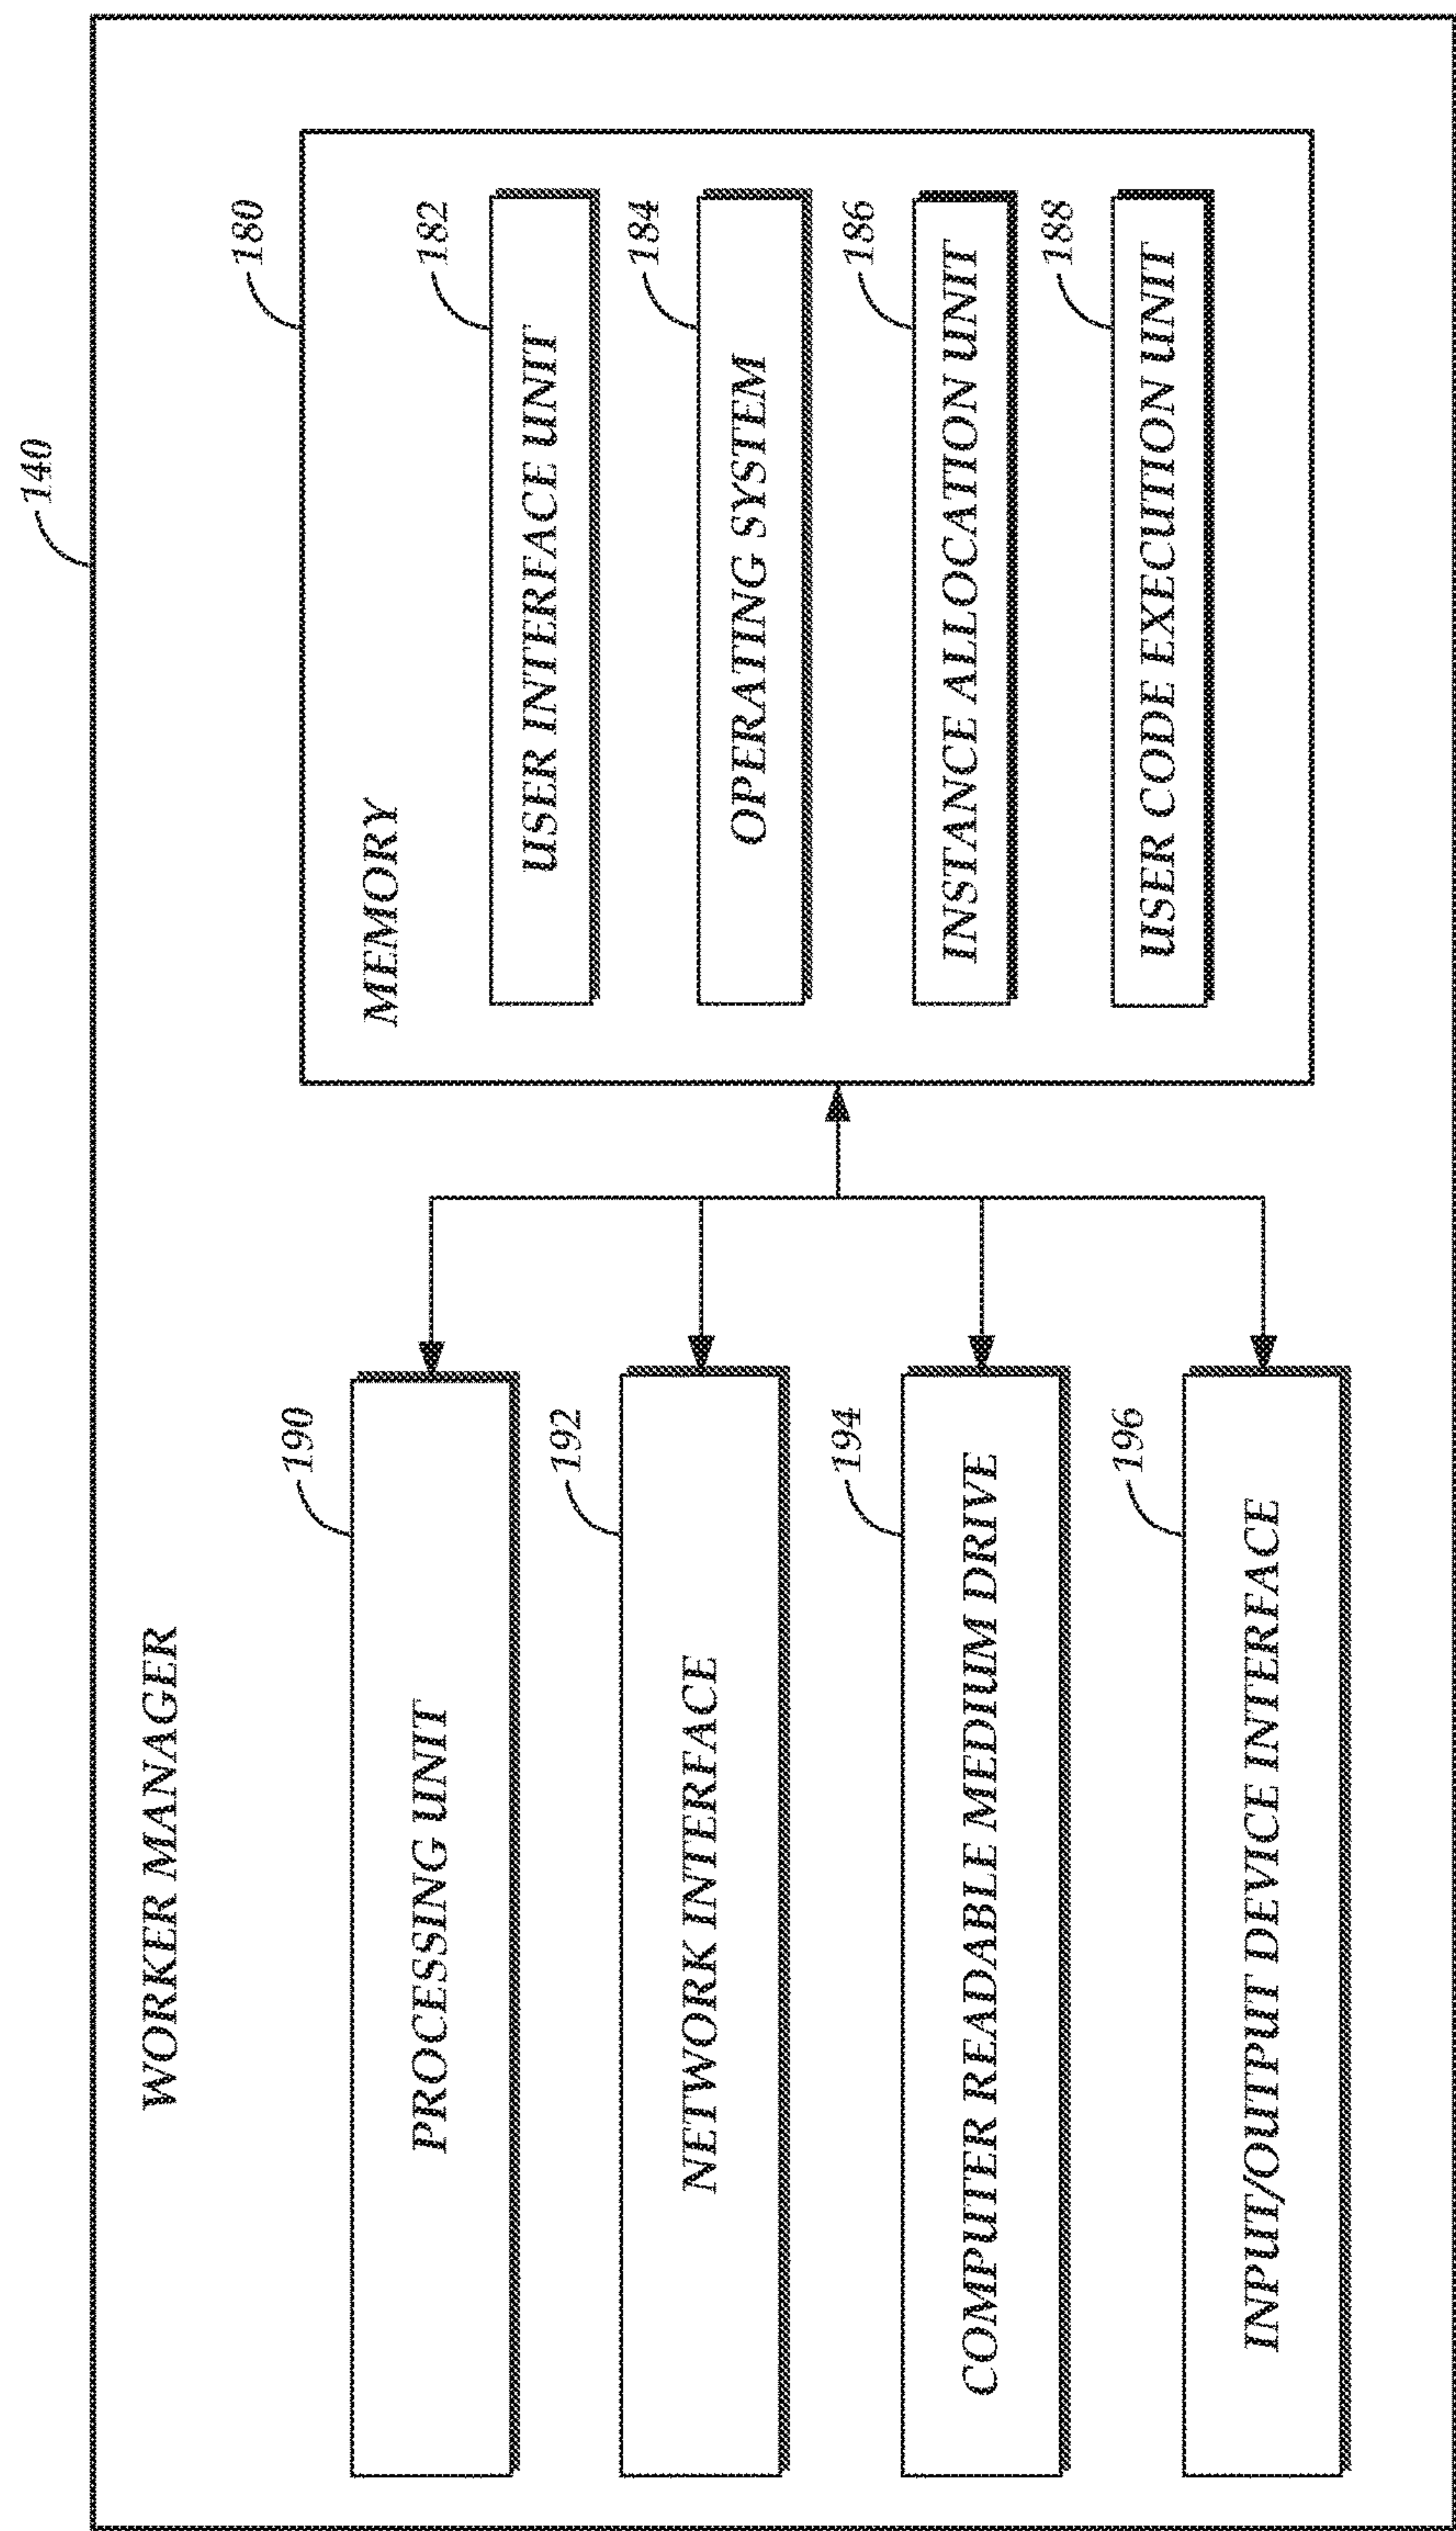 140
WORKER MANAGER
190
PROCESSING UNIT
192
NETWORK INTERFACE
194
COMPUTER READABLE MEDIUM DRIVE
196
INPUT/OUTPUT DEVICE INTERFACE
180
MEMORY
182
USER INTERFACE UNIT
184
OPERATING SYSTEM
186
INSTANCE ALLOCATION UNIT
188
USER CODE EXECUTION UNIT